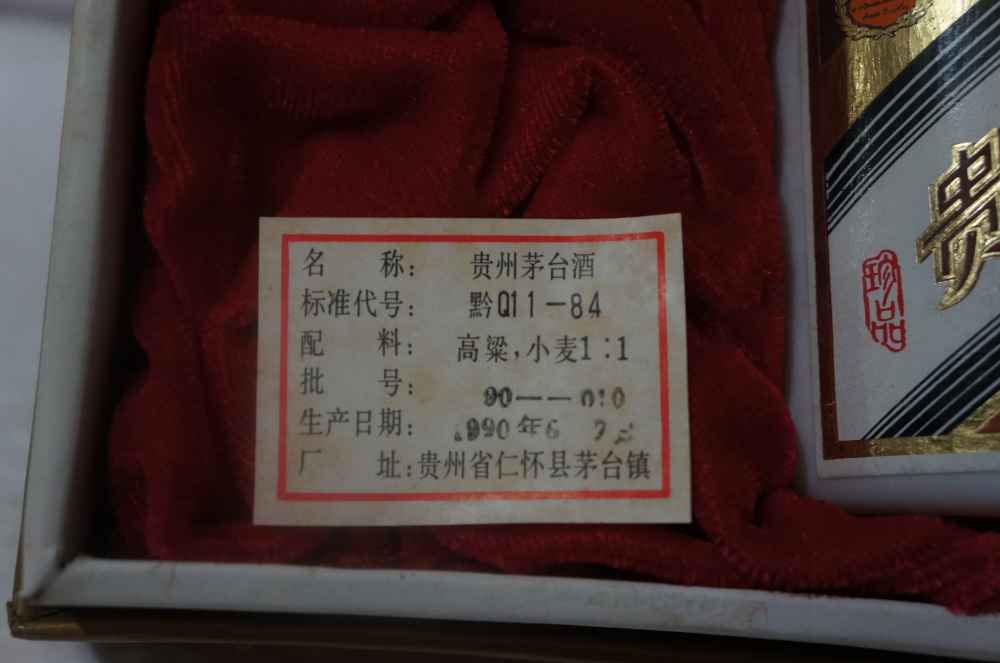 名 称: 贵州茅台酒
标准代号: 黔Q11-84
配 料: 高粱,小麦1:1
批 号: 90——010
生产日期: 1990年6 7
厂 址:贵州省仁怀县茅台镇
贵
珍品